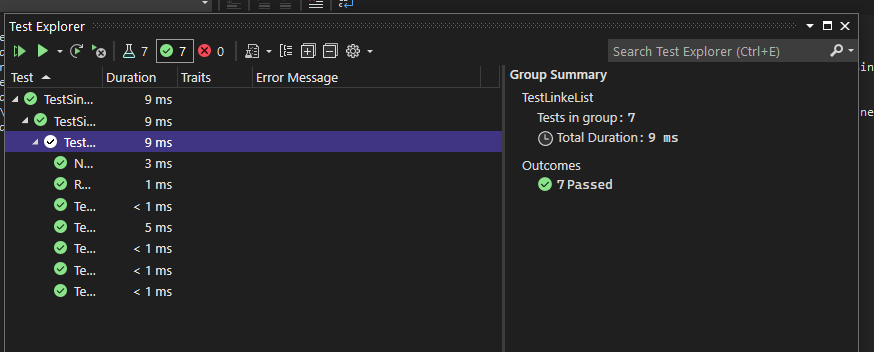 Test Explorer
7 7 0
Search Test Explorer (Ctrl+E)
Test Duration Traits Error Message
TestSin... 9 ms
TestSi... 9 ms
Test... 9 ms
N... 3 ms
R... 1 ms
Te... < 1 ms
Te... 5 ms
Te... < 1 ms
Te... < 1 ms
Te... < 1 ms
Group Summary
TestLinkeList
Tests in group: 7
Total Duration: 9 ms
Outcomes
7 Passed